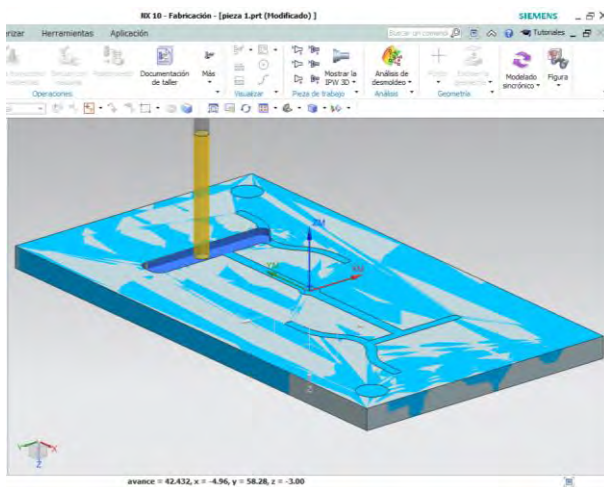 NX 10 - Fabricación - [pieza 1.prt (Modificado) ]
SIEMENS
Herramientas
Aplicación
Tutoriales
Documentación
de taller
Más
Mostrar la
IPW 3D
Análisis de
desmoldeo
Modelado
sincrónico
Figura
Operaciones
Visualizar
Pieza de trabajo
Análisis
Geometría
ZM
YM
XM
Y
X
Z
avance = 42.432, x = -4.96, y = 58.28, z = -3.00